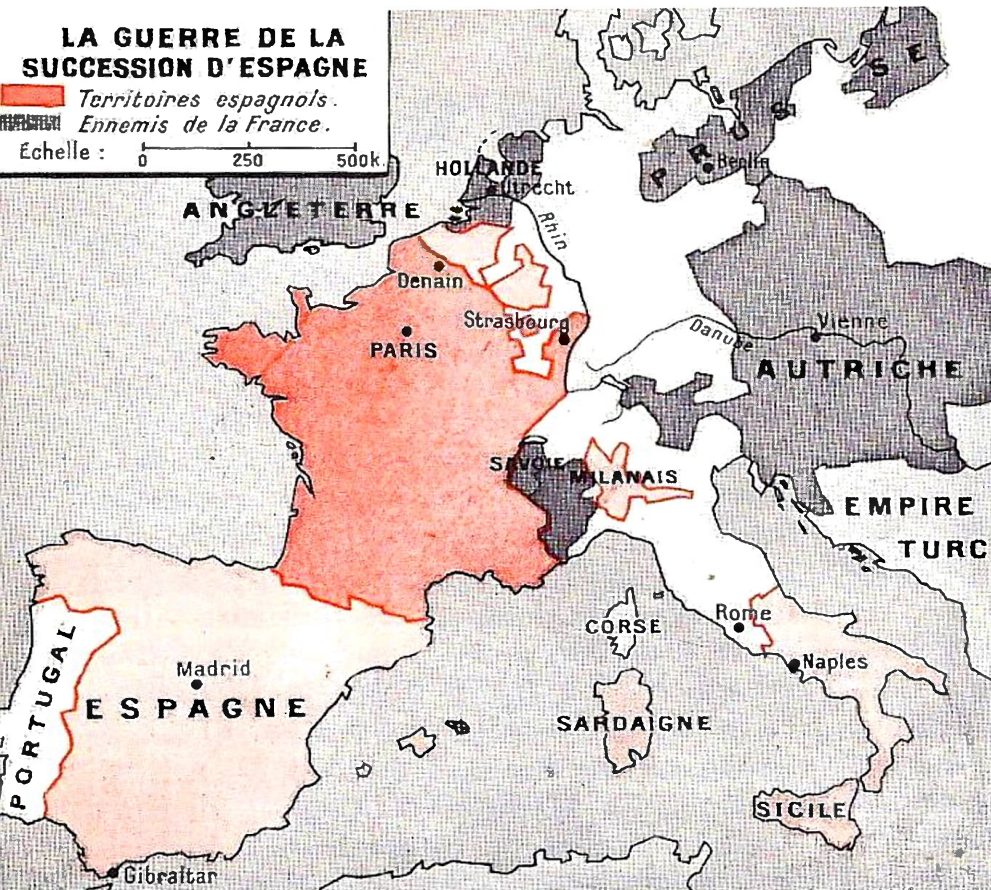 LA GUERRE DE LA
SUCCESSION D'ESPAGNE
Territoires espagnols.
Ennemis de la France.
Échelle : 0 250 500k.
PRUSSE
Berlin
HOLLANDE
Utrecht
ANGLETERRE
Rhin
Denain
Strasbourg
PARIS
Danube
Vienne
AUTRICHE
SAVOIE
MILANAIS
EMPIRE
TURC
CORSE
Rome
Naples
PORTUGAL
Madrid
ESPAGNE
SARDAIGNE
SICILE
Gibraltar